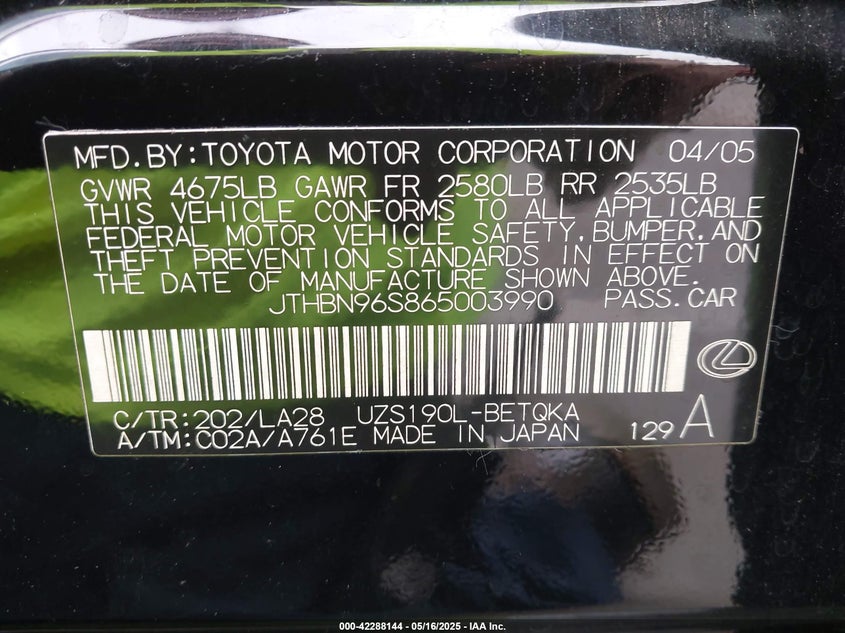 MFD.BY:TOYOTA MOTOR CORPORATION 04/05
GVWR 4675LB GAWR FR 2580LB RR 2535LB
THIS VEHICLE CONFORMS TO ALL APPLICABLE
FEDERAL MOTOR VEHICLE SAFETY,BUMPER,AND
THEFT PREVENTION STANDARDS IN EFFECT ON
THE DATE OF MANUFACTURE SHOWN ABOVE.
JTHBN96S865003990 PASS.CAR
C/TR:202/LA28 UZS190L-BETQKA
A/TM:C02A/A761E MADE IN JAPAN 129A
000-42288144 - 05/16/2025 - IAA Inc.